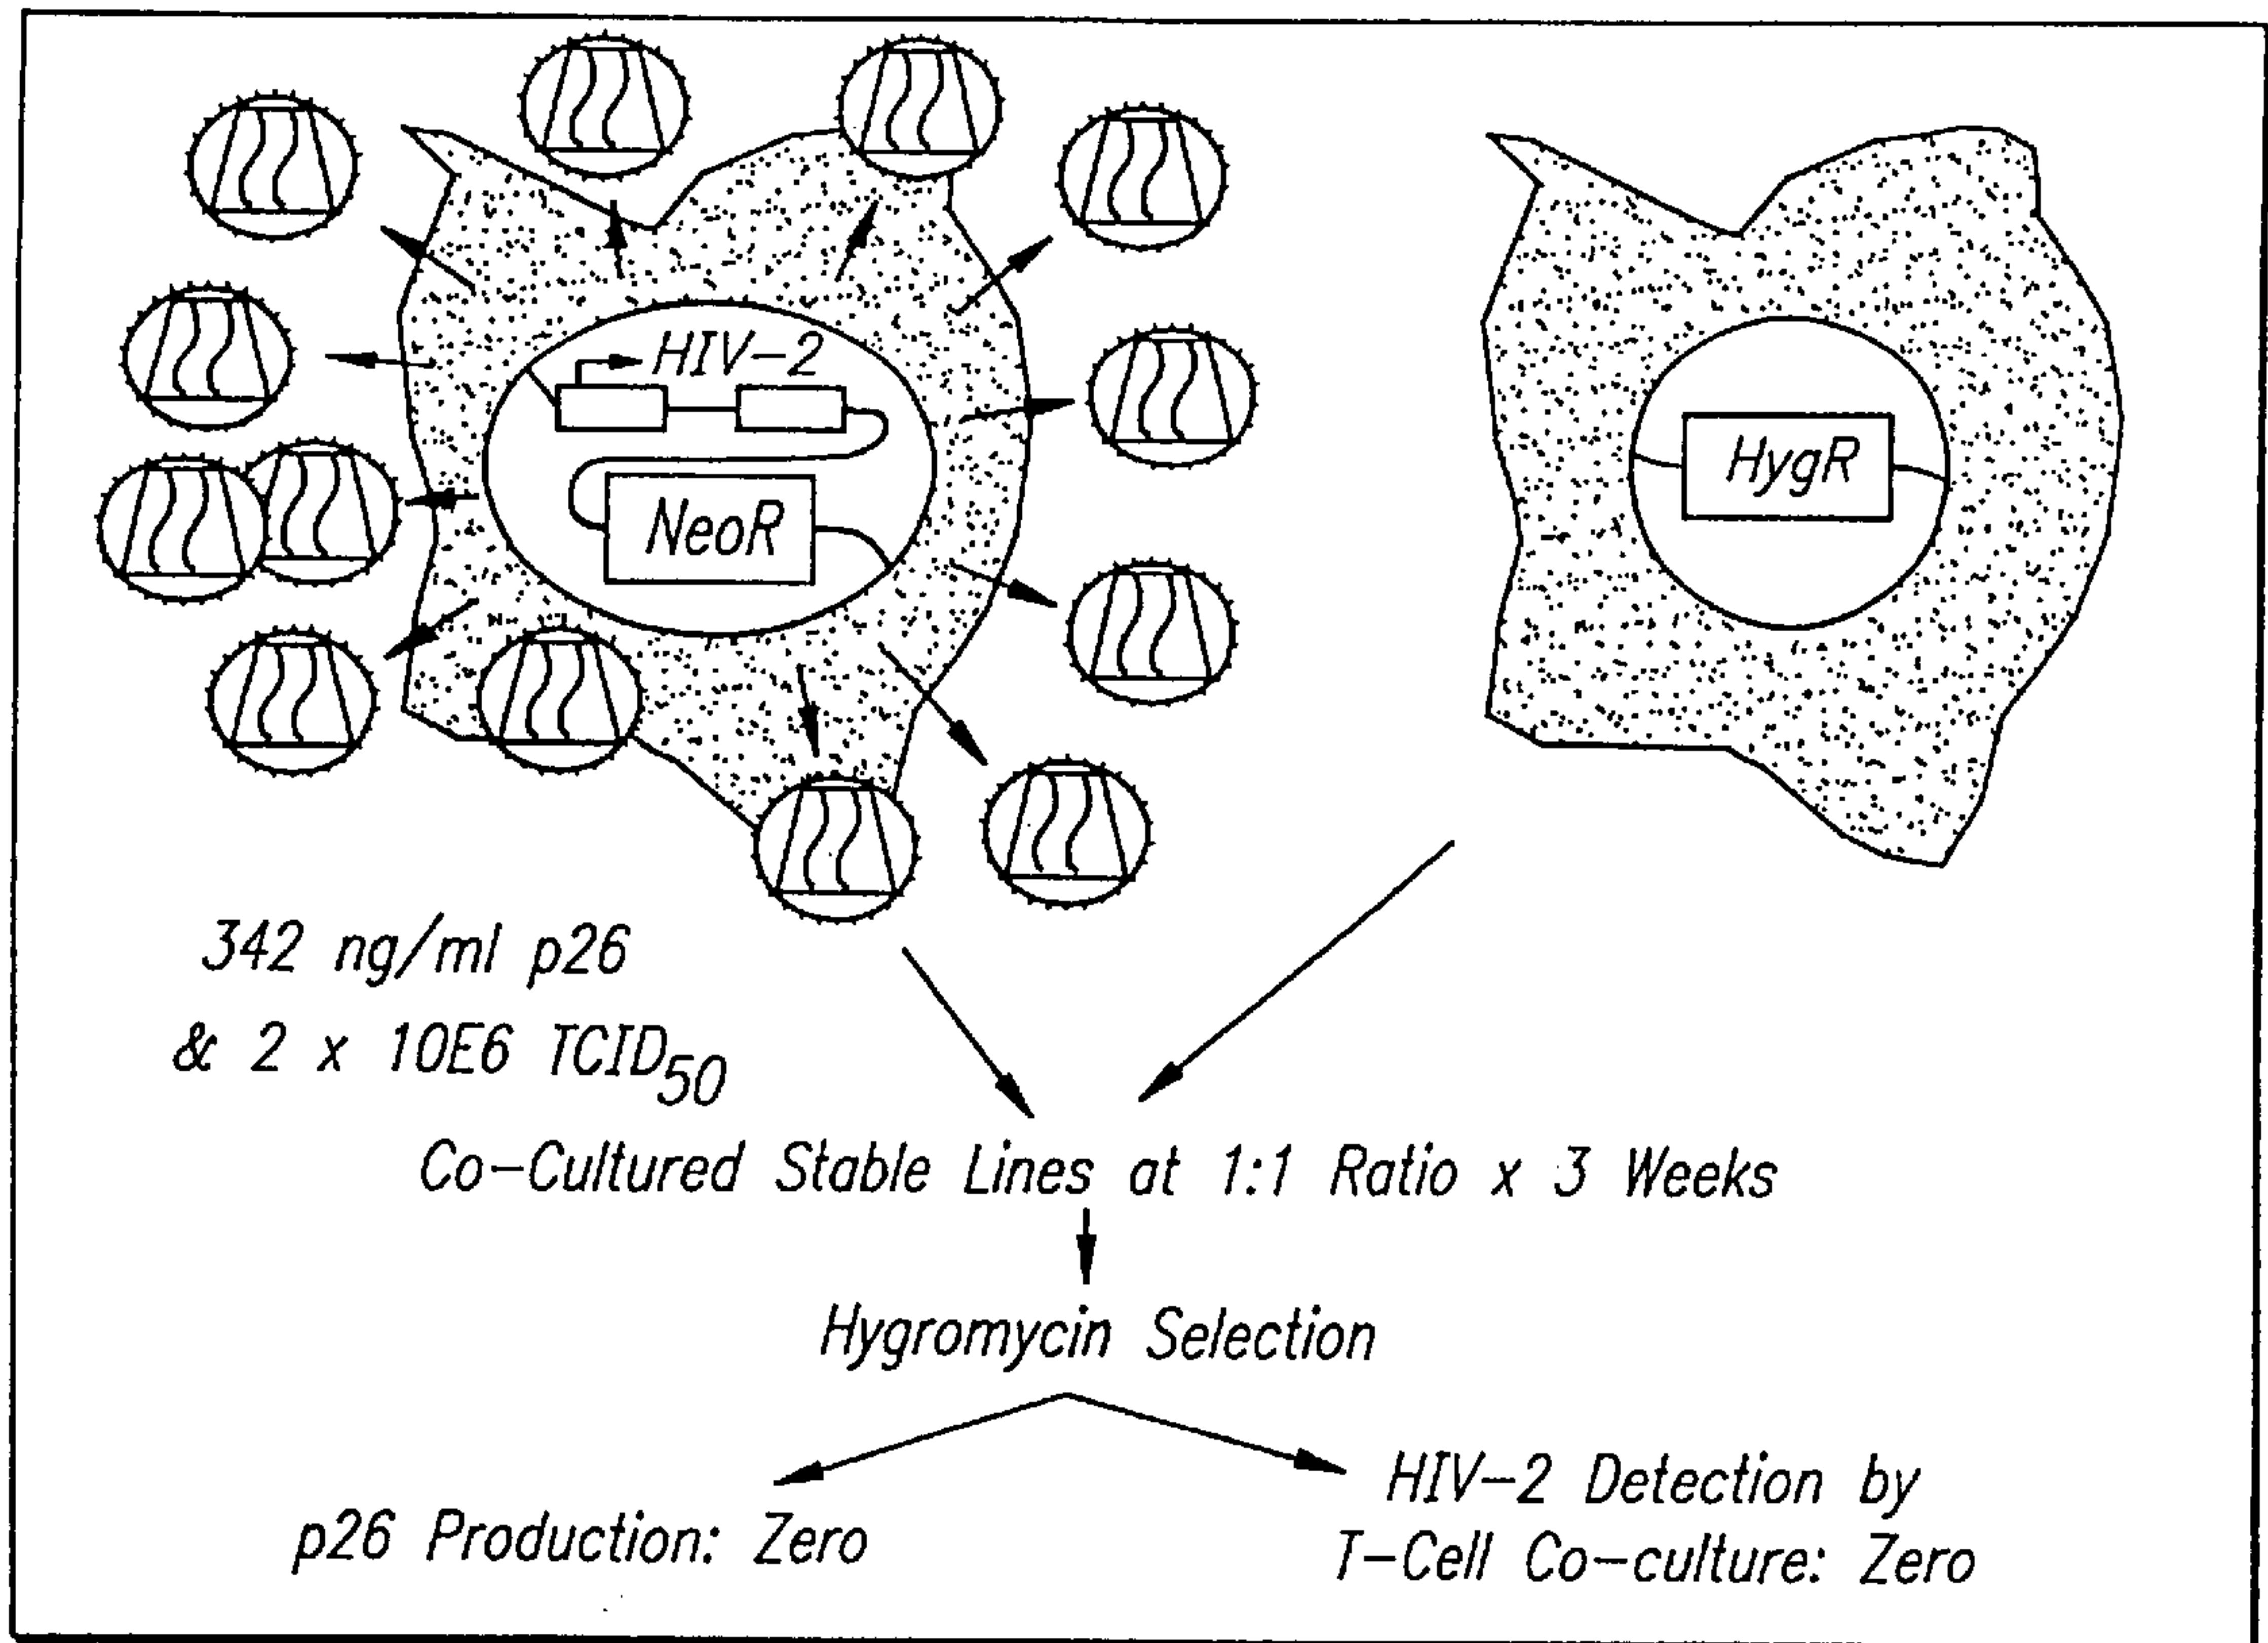 HIV-2
NeoR
HygR
342 ng/ml p26
& 2 x 10E6 TCID50
Co-Cultured Stable Lines at 1:1 Ratio x 3 Weeks
Hygromycin Selection
p26 Production: Zero
HIV-2 Detection by
T-Cell Co-culture: Zero